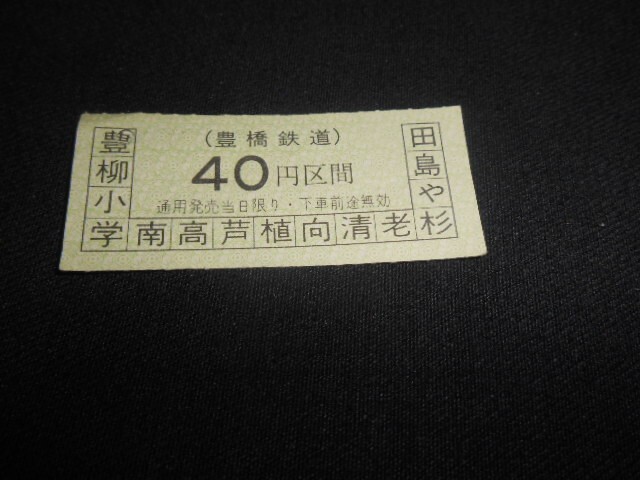 (豊橋鉄道)
40円区間
通用発売当日限り・下車前途無効
豊柳小学南高芦植向清老杉や島田